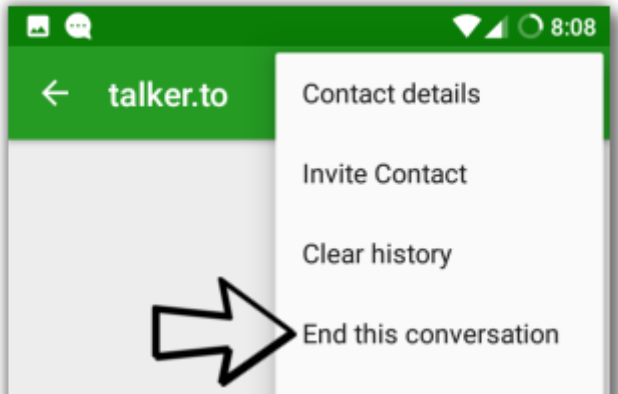 8:08
talker.to
Contact details
Invite Contact
Clear history
End this conversation